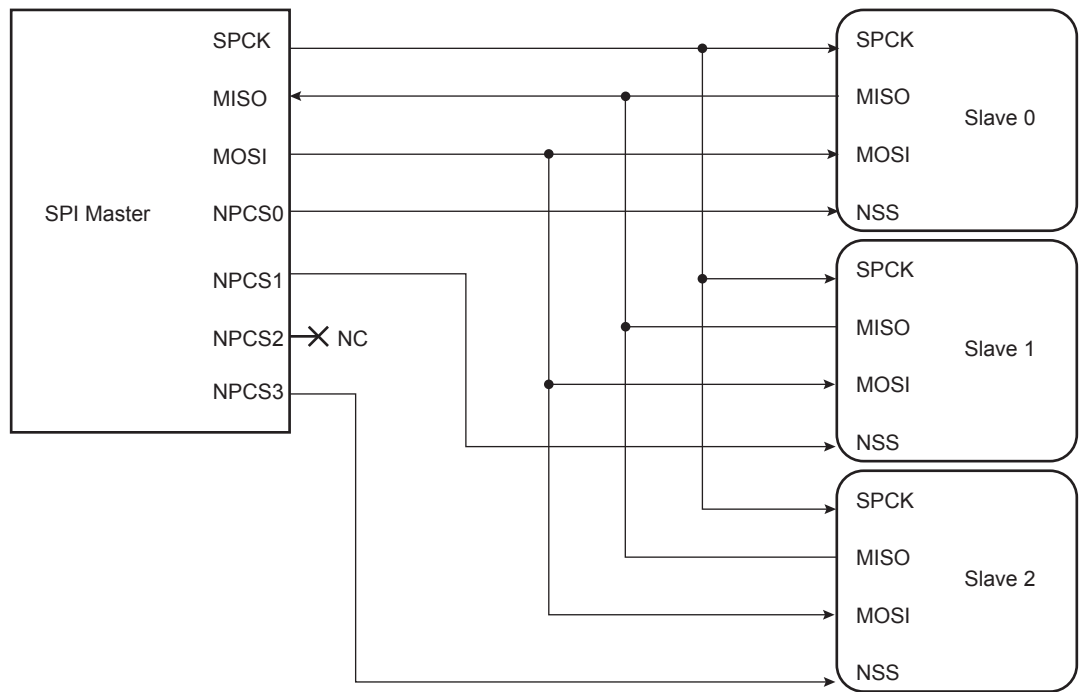 SPI Master
SPCK
MISO
MOSI
NPCS0
NPCS1
NPCS2
NC
NPCS3
SPCK
MISO
Slave 0
MOSI
NSS
SPCK
MISO
Slave 1
MOSI
NSS
SPCK
MISO
Slave 2
MOSI
NSS